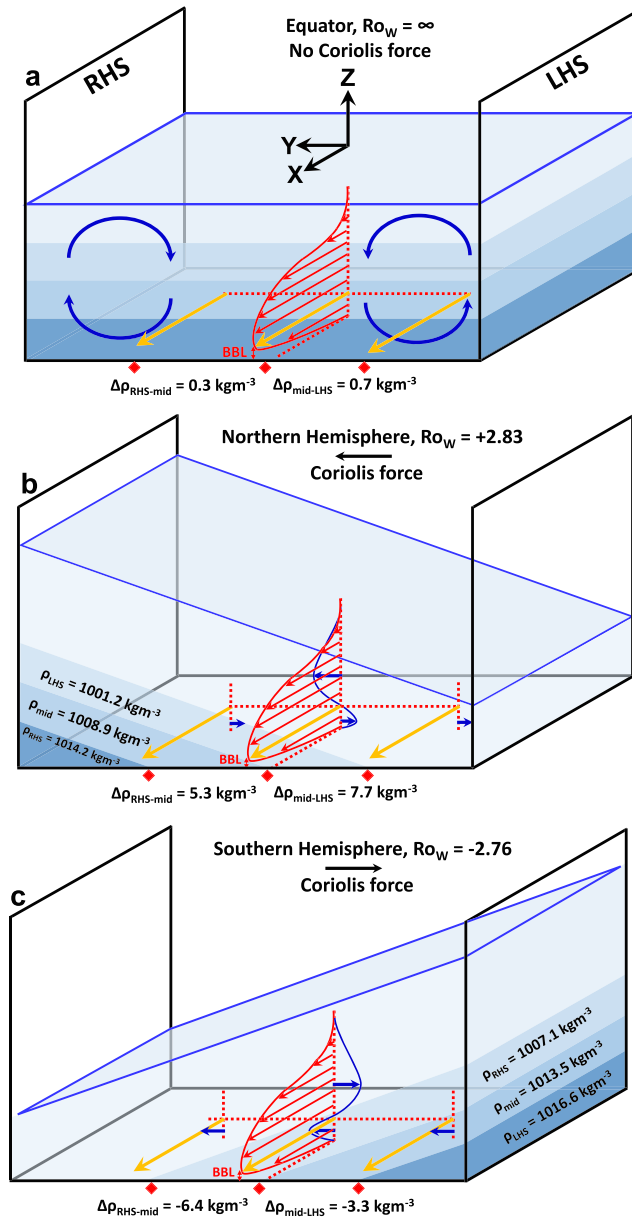 Equator, Ro_W = ∞
No Coriolis force
a
RHS
LHS
Z
Y
X
BBL
Δρ_RHS-mid = 0.3 kgm⁻³
Δρ_mid-LHS = 0.7 kgm⁻³
Northern Hemisphere, Ro_W = +2.83
Coriolis force
b
ρ_LHS = 1001.2 kgm⁻³
ρ_mid = 1008.9 kgm⁻³
ρ_RHS = 1014.2 kgm⁻³
BBL
Δρ_RHS-mid = 5.3 kgm⁻³
Δρ_mid-LHS = 7.7 kgm⁻³
Southern Hemisphere, Ro_W = -2.76
Coriolis force
c
ρ_RHS = 1007.1 kgm⁻³
ρ_mid = 1013.5 kgm⁻³
ρ_LHS = 1016.6 kgm⁻³
BBL
Δρ_RHS-mid = -6.4 kgm⁻³
Δρ_mid-LHS = -3.3 kgm⁻³